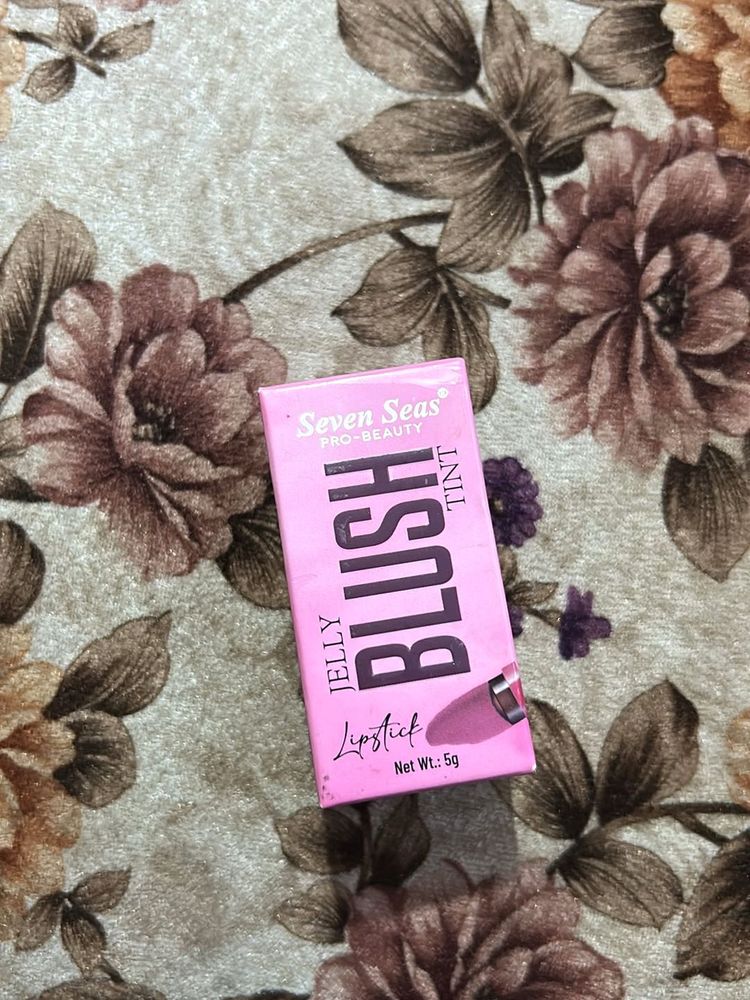 Seven Seas®
PRO-BEAUTY
JELLY
BLUSH
TINT
Lipstick
Net Wt.: 5g